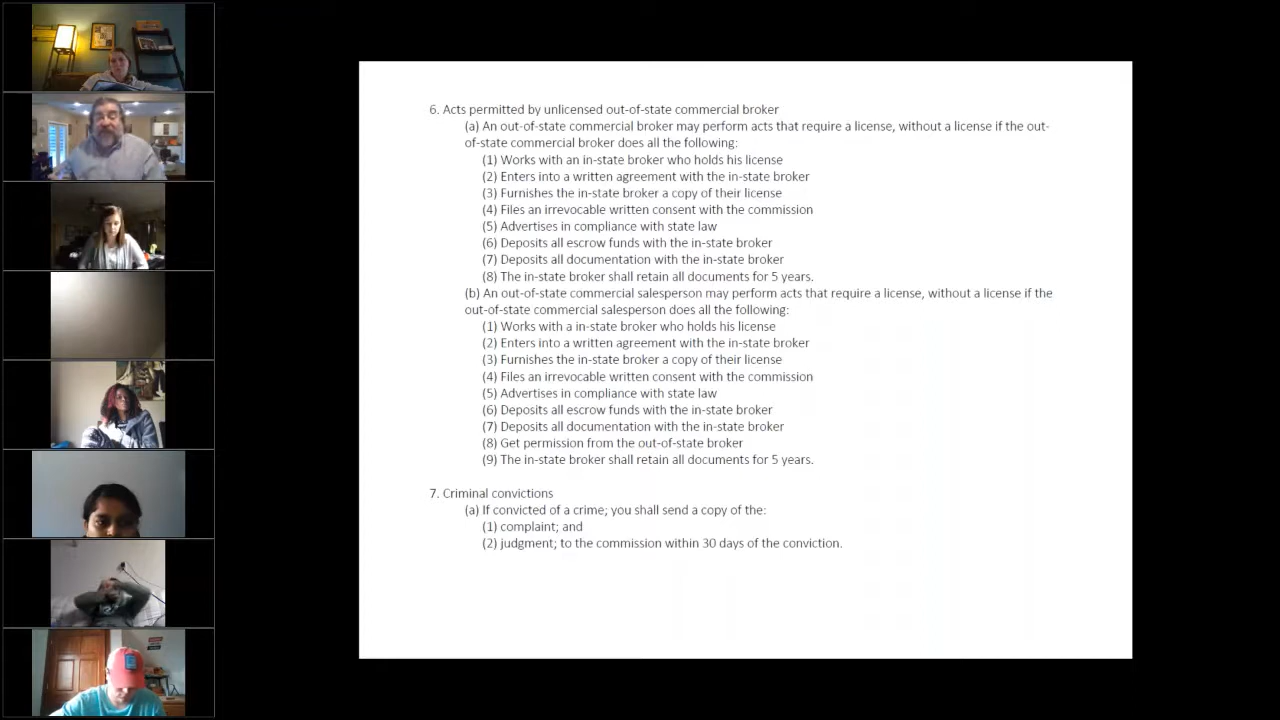 6. Acts permitted by unlicensed out-of-state commercial broker
(a) An out-of-state commercial broker may perform acts that require a license, without a license if the out-
of-state commercial broker does all the following:
(1) Works with an in-state broker who holds his license
(2) Enters into a written agreement with the in-state broker
(3) Furnishes the in-state broker a copy of their license
(4) Files an irrevocable written consent with the commission
(5) Advertises in compliance with state law
(6) Deposits all escrow funds with the in-state broker
(7) Deposits all documentation with the in-state broker
(8) The in-state broker shall retain all documents for 5 years.
(b) An out-of-state commercial salesperson may perform acts that require a license, without a license if the
out-of-state commercial salesperson does all the following:
(1) Works with a in-state broker who holds his license
(2) Enters into a written agreement with the in-state broker
(3) Furnishes the in-state broker a copy of their license
(4) Files an irrevocable written consent with the commission
(5) Advertises in compliance with state law
(6) Deposits all escrow funds with the in-state broker
(7) Deposits all documentation with the in-state broker
(8) Get permission from the out-of-state broker
(9) The in-state broker shall retain all documents for 5 years.
7. Criminal convictions
(a) If convicted of a crime; you shall send a copy of the:
(1) complaint; and
(2) judgment; to the commission within 30 days of the conviction.